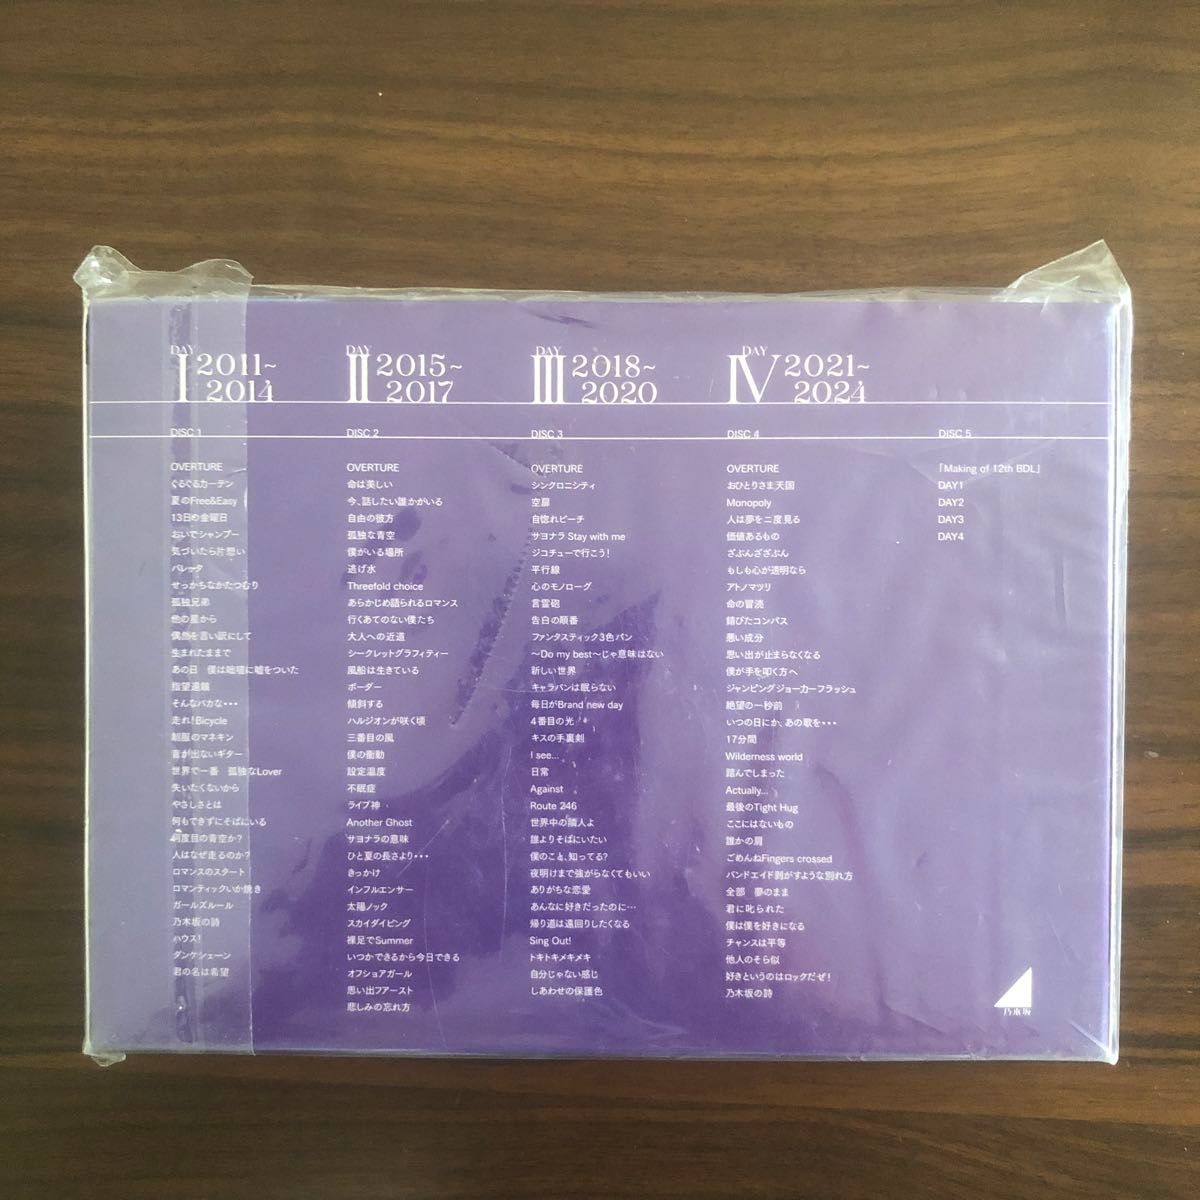 DAY
I 2011~
2014
DISC 1
OVERTURE
ぐるぐるカーテン
夏のFree&Easy
13日の金曜日
おいでシャンプー
気づいたら片想い
バレッタ
せっかちなかたつむり
孤独兄弟
他の星から
偶然を言い訳にして
生まれたままで
あの日 僕は咄嗟に嘘をついた
指望遠鏡
そんなバカな・・・
走れ!Bicycle
制服のマネキン
音が出ないギター
世界で一番 孤独なLover
失いたくないから
やさしさとは
何もできずにそばにいる
何度目の青空か?
人はなぜ走るのか?
ロマンスのスタート
ロマンティックいか焼き
ガールズルール
乃木坂の詩
ハウス!
ダンケシェーン
君の名は希望
DAY
II 2015~
2017
DISC 2
OVERTURE
命は美しい
今、話したい誰かがいる
自由の彼方
孤独な青空
僕がいる場所
逃げ水
Threefold choice
あらかじめ語られるロマンス
行くあてのない僕たち
大人への近道
シークレットグラフィティー
風船は生きている
ボーダー
傾斜する
ハルジオンが咲く頃
三番目の風
僕の衝動
設定温度
不眠症
ライブ神
Another Ghost
サヨナラの意味
ひと夏の長さより・・・
きっかけ
インフルエンサー
太陽ノック
スカイダイビング
裸足でSummer
いつかできるから今日できる
オフショアガール
思い出ファースト
悲しみの忘れ方
DAY
III 2018~
2020
DISC 3
OVERTURE
シンクロニシティ
空扉
自惚れビーチ
サヨナラ Stay with me
ジコチューで行こう!
平行線
心のモノローグ
言霊砲
告白の順番
ファンタスティック3色パン
~Do my best~じゃ意味はない
新しい世界
キャラバンは眠らない
毎日がBrand new day
4番目の光
キスの手裏剣
I see...
日常
Against
Route 246
世界中の隣人よ
誰よりそばにいたい
僕のこと、知ってる?
夜明けまで強がらなくてもいい
ありがちな恋愛
あんなに好きだったのに…
帰り道は遠回りしたくなる
Sing Out!
トキトキメキメキ
自分じゃない感じ
しあわせの保護色
DAY
IV 2021~
2024
DISC 4
OVERTURE
おひとりさま天国
Monopoly
人は夢を二度見る
価値あるもの
ざぶんざざぶん
もしも心が透明なら
アトノマツリ
命の冒涜
錆びたコンパス
悪い成分
思い出が止まらなくなる
僕が手を叩く方へ
ジャンピングジョーカーフラッシュ
絶望の一秒前
いつの日にか、あの歌を・・・
17分間
Wilderness world
踏んでしまった
Actually...
最後のTight Hug
ここにはないもの
誰かの肩
ごめんねFingers crossed
バンドエイド剥がすような別れ方
全部 夢のまま
君に叱られた
僕は僕を好きになる
チャンスは平等
他人のそら似
好きというのはロックだぜ!
乃木坂の詩
DISC 5
「Making of 12th BDL」
DAY1
DAY2
DAY3
DAY4
乃木坂